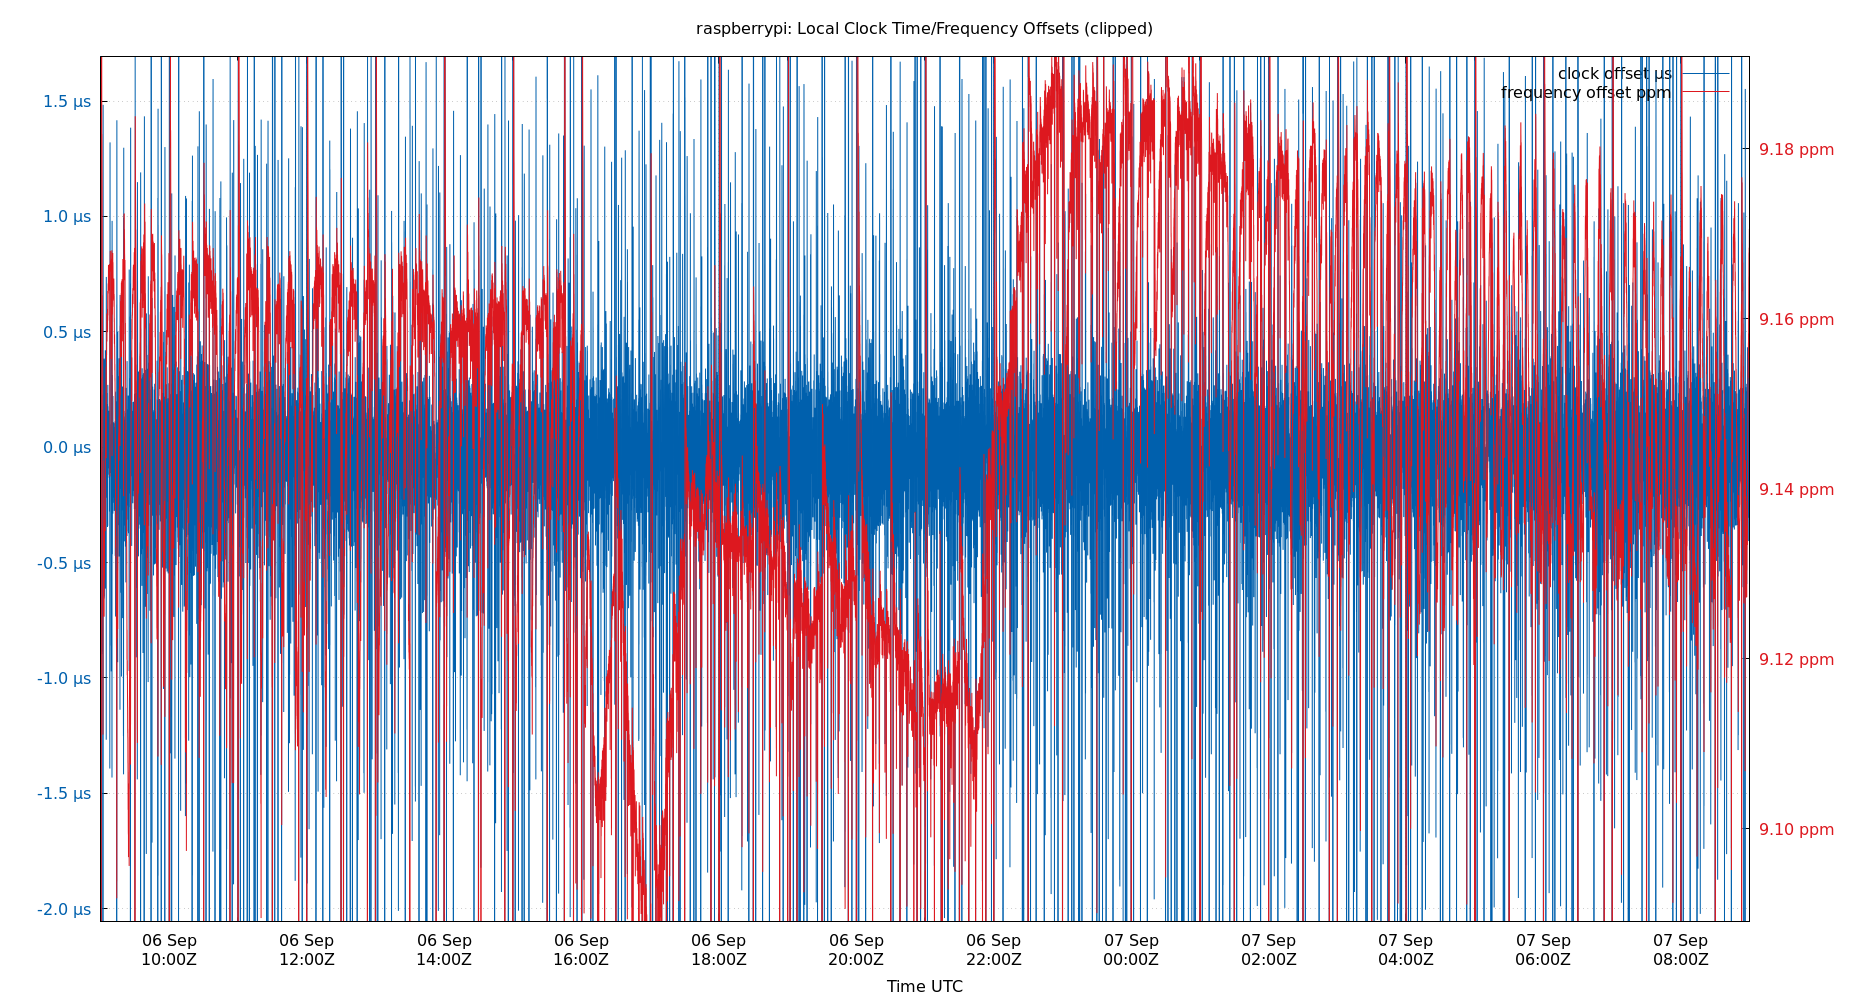 raspberrypi: Local Clock Time/Frequency Offsets (clipped)
clock offset µs
frequency offset ppm
1.5 µs
1.0 µs
0.5 µs
0.0 µs
-0.5 µs
-1.0 µs
-1.5 µs
-2.0 µs
9.18 ppm
9.16 ppm
9.14 ppm
9.12 ppm
9.10 ppm
06 Sep 06 Sep 06 Sep 06 Sep 06 Sep 06 Sep 06 Sep 07 Sep 07 Sep 07 Sep 07 Sep 07 Sep
10:00Z 12:00Z 14:00Z 16:00Z 18:00Z 20:00Z 22:00Z 00:00Z 02:00Z 04:00Z 06:00Z 08:00Z
Time UTC